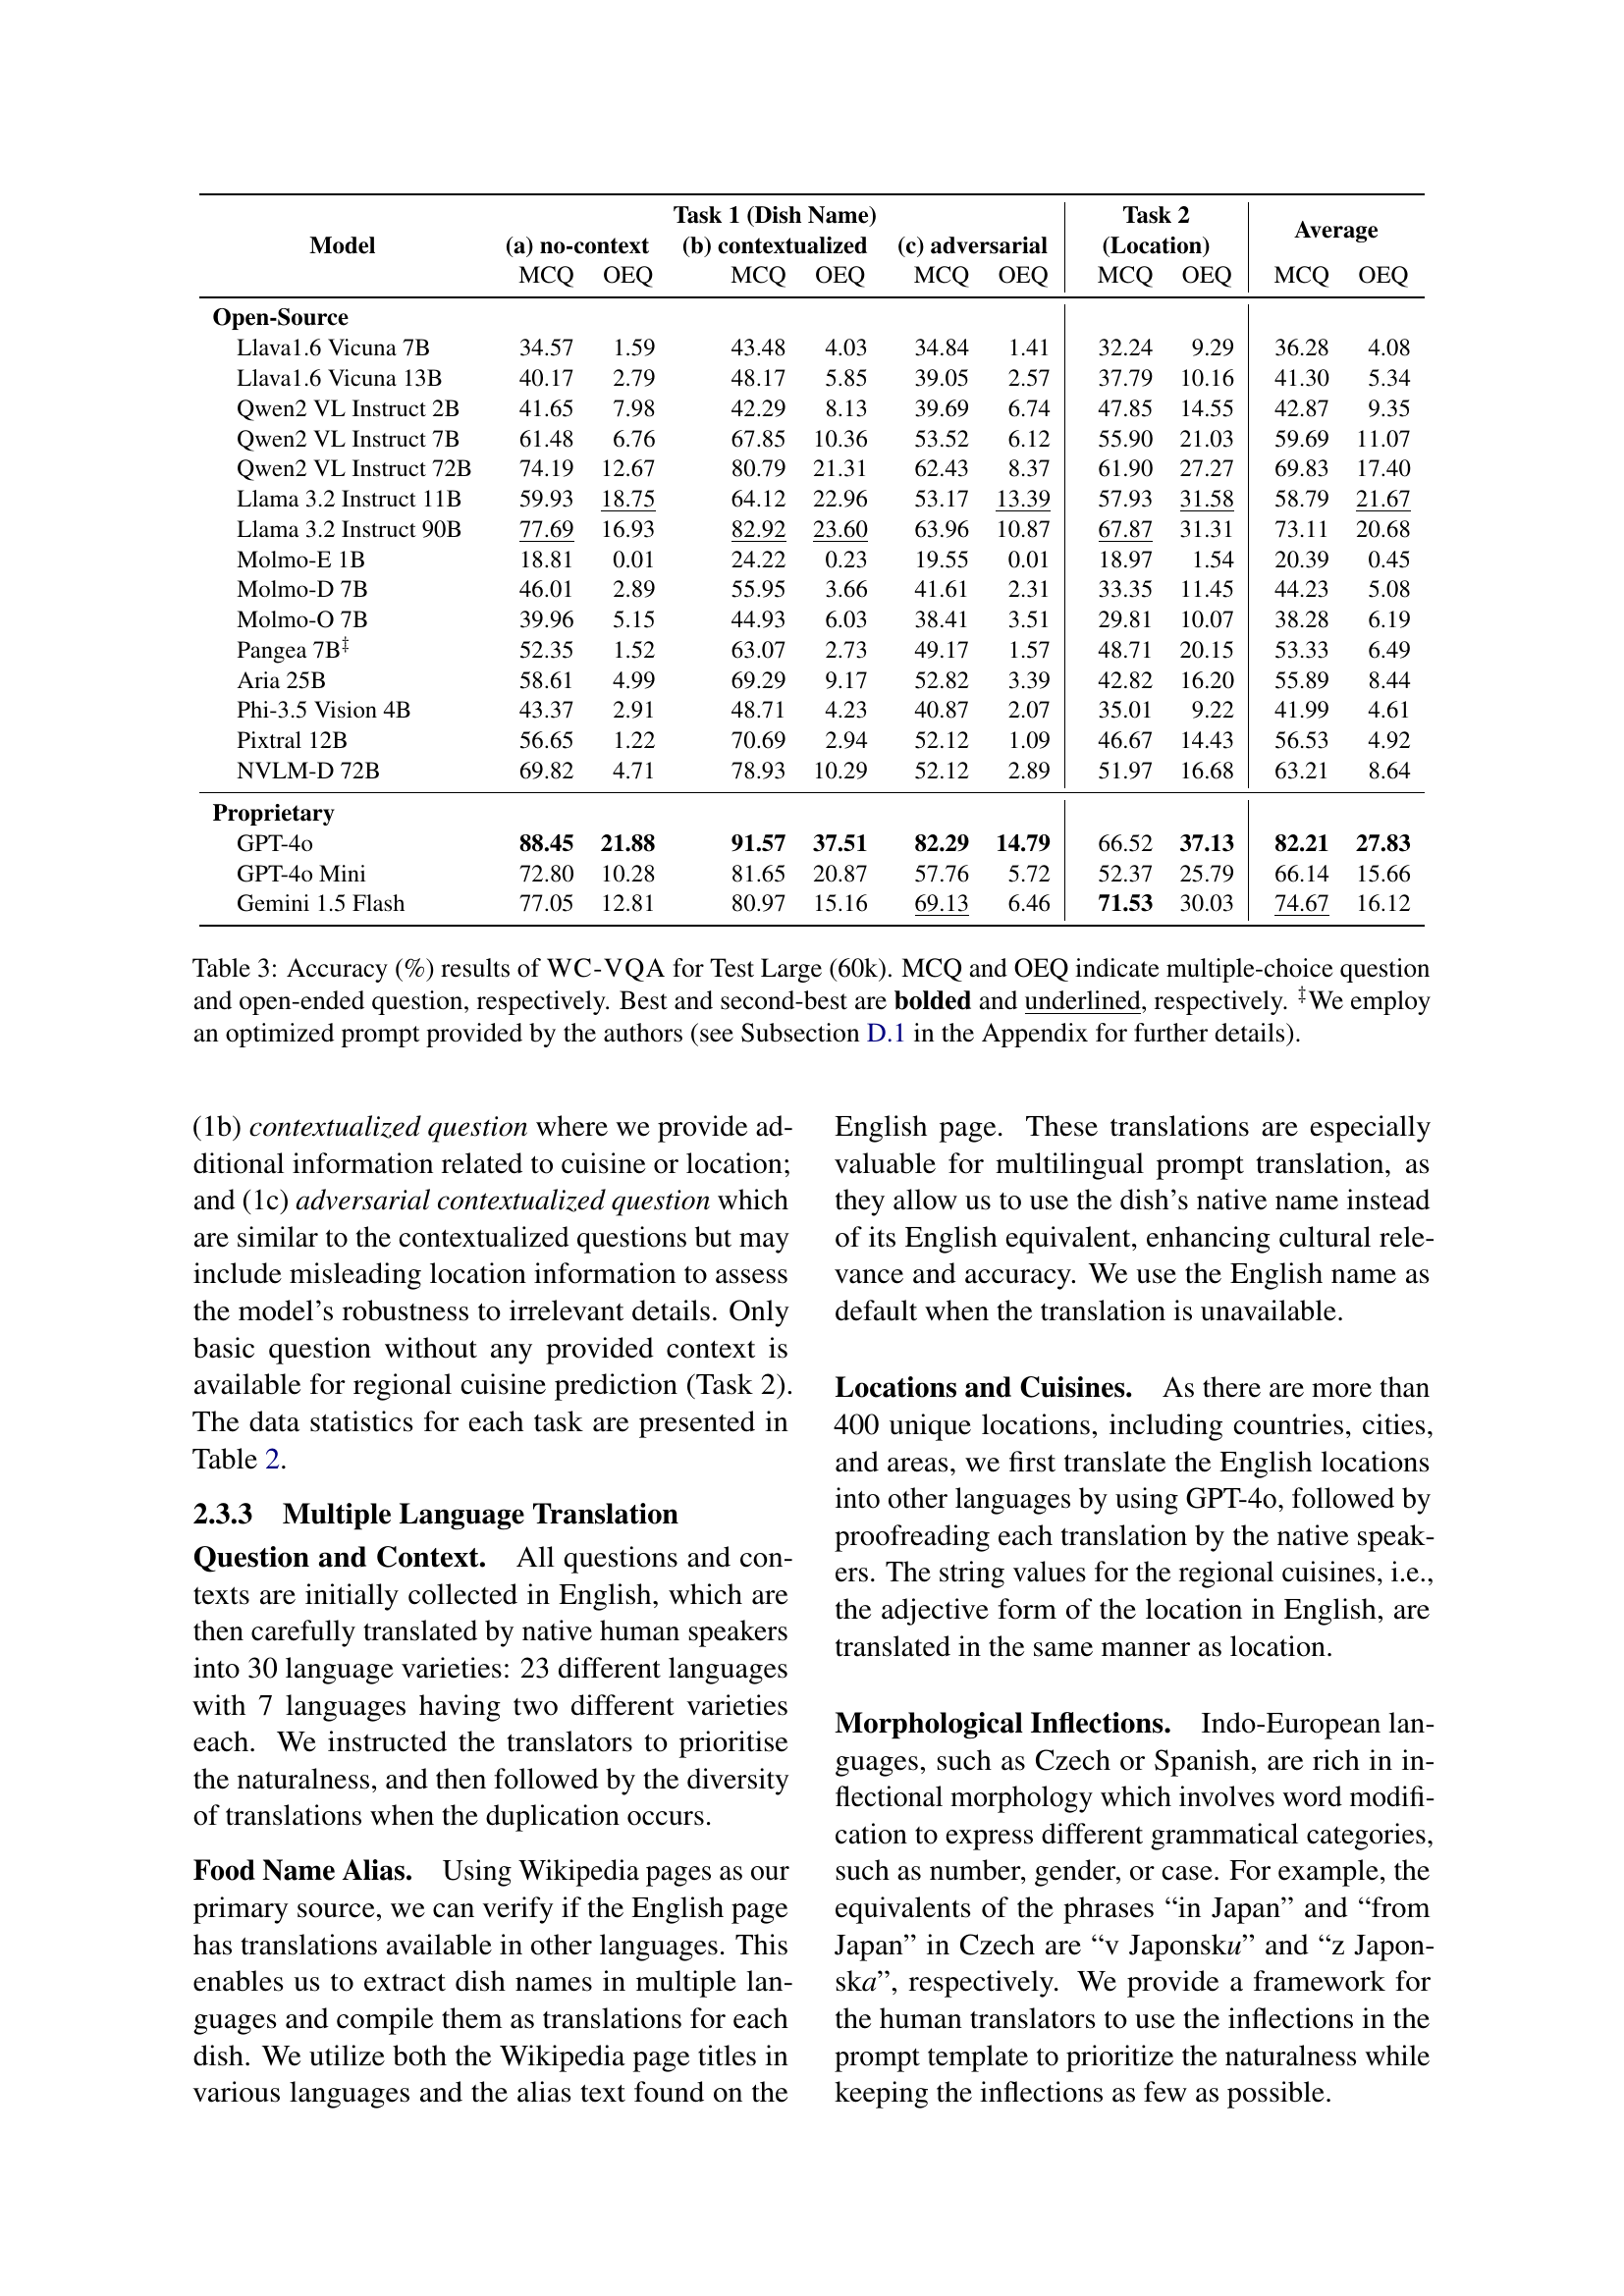 Task 1 (Dish Name) Task 2
Model (a) no-context (b) contextualized (c) adversarial (Location) Average
MCQ OEQ MCQ OEQ MCQ OEQ MCQ OEQ MCQ OEQ
Open-Source
Llava1.6 Vicuna 7B 34.57 1.59 43.48 4.03 34.84 1.41 32.24 9.29 36.28 4.08
Llava1.6 Vicuna 13B 40.17 2.79 48.17 5.85 39.05 2.57 37.79 10.16 41.30 5.34
Qwen2 VL Instruct 2B 41.65 7.98 42.29 8.13 39.69 6.74 47.85 14.55 42.87 9.35
Qwen2 VL Instruct 7B 61.48 6.76 67.85 10.36 53.52 6.12 55.90 21.03 59.69 11.07
Qwen2 VL Instruct 72B 74.19 12.67 80.79 21.31 62.43 8.37 61.90 27.27 69.83 17.40
Llama 3.2 Instruct 11B 59.93 18.75 64.12 22.96 53.17 13.39 57.93 31.58 58.79 21.67
Llama 3.2 Instruct 90B 77.69 16.93 82.92 23.60 63.96 10.87 67.87 31.31 73.11 20.68
Molmo-E 1B 18.81 0.01 24.22 0.23 19.55 0.01 18.97 1.54 20.39 0.45
Molmo-D 7B 46.01 2.89 55.95 3.66 41.61 2.31 33.35 11.45 44.23 5.08
Molmo-O 7B 39.96 5.15 44.93 6.03 38.41 3.51 29.81 10.07 38.28 6.19
Pangea 7B‡ 52.35 1.52 63.07 2.73 49.17 1.57 48.71 20.15 53.33 6.49
Aria 25B 58.61 4.99 69.29 9.17 52.82 3.39 42.82 16.20 55.89 8.44
Phi-3.5 Vision 4B 43.37 2.91 48.71 4.23 40.87 2.07 35.01 9.22 41.99 4.61
Pixtral 12B 56.65 1.22 70.69 2.94 52.12 1.09 46.67 14.43 56.53 4.92
NVLM-D 72B 69.82 4.71 78.93 10.29 52.12 2.89 51.97 16.68 63.21 8.64
Proprietary
GPT-4o 88.45 21.88 91.57 37.51 82.29 14.79 66.52 37.13 82.21 27.83
GPT-4o Mini 72.80 10.28 81.65 20.87 57.76 5.72 52.37 25.79 66.14 15.66
Gemini 1.5 Flash 77.05 12.81 80.97 15.16 69.13 6.46 71.53 30.03 74.67 16.12
Table 3: Accuracy (%) results of WC-VQA for Test Large (60k). MCQ and OEQ indicate multiple-choice question
and open-ended question, respectively. Best and second-best are bolded and underlined, respectively. ‡We employ
an optimized prompt provided by the authors (see Subsection D.1 in the Appendix for further details).
(1b) contextualized question where we provide ad-
ditional information related to cuisine or location;
and (1c) adversarial contextualized question which
are similar to the contextualized questions but may
include misleading location information to assess
the model's robustness to irrelevant details. Only
basic question without any provided context is
available for regional cuisine prediction (Task 2).
The data statistics for each task are presented in
Table 2.
2.3.3 Multiple Language Translation
Question and Context. All questions and con-
texts are initially collected in English, which are
then carefully translated by native human speakers
into 30 language varieties: 23 different languages
with 7 languages having two different varieties
each. We instructed the translators to prioritise
the naturalness, and then followed by the diversity
of translations when the duplication occurs.
Food Name Alias. Using Wikipedia pages as our
primary source, we can verify if the English page
has translations available in other languages. This
enables us to extract dish names in multiple lan-
guages and compile them as translations for each
dish. We utilize both the Wikipedia page titles in
various languages and the alias text found on the
English page. These translations are especially
valuable for multilingual prompt translation, as
they allow us to use the dish's native name instead
of its English equivalent, enhancing cultural rele-
vance and accuracy. We use the English name as
default when the translation is unavailable.
Locations and Cuisines. As there are more than
400 unique locations, including countries, cities,
and areas, we first translate the English locations
into other languages by using GPT-4o, followed by
proofreading each translation by the native speak-
ers. The string values for the regional cuisines, i.e.,
the adjective form of the location in English, are
translated in the same manner as location.
Morphological Inflections. Indo-European lan-
guages, such as Czech or Spanish, are rich in in-
flectional morphology which involves word modifi-
cation to express different grammatical categories,
such as number, gender, or case. For example, the
equivalents of the phrases “in Japan” and “from
Japan” in Czech are “v Japonsku” and “z Japon-
ska”, respectively. We provide a framework for
the human translators to use the inflections in the
prompt template to prioritize the naturalness while
keeping the inflections as few as possible.